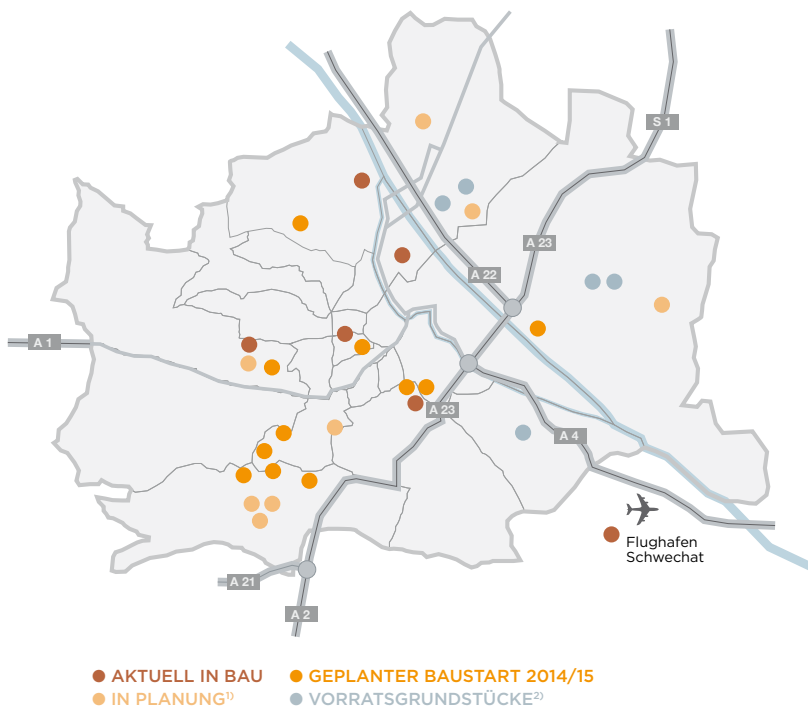 S 1
A 23
A 22
A 1
A 23
A 4
Flughafen
Schwechat
A 21
A 2
AKTUELL IN BAU
GEPLANTER BAUSTART 2014/15
IN PLANUNG¹⁾
VORRATSGRUNDSTÜCKE²⁾